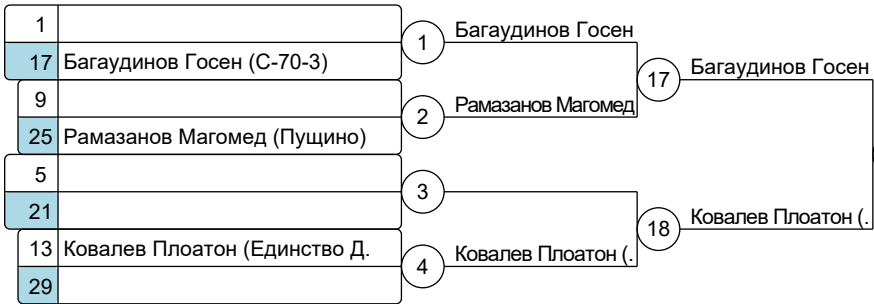 1
17 Багаудинов Госен (С-70-3)
9
25 Рамазанов Магомед (Пущино)
5
21
13 Ковалев Плоатон (Единство Д.
29
1 Багаудинов Госен
2 Рамазанов Магомед
3
4 Ковалев Плоатон (.
17 Багаудинов Госен
18 Ковалев Плоатон (.